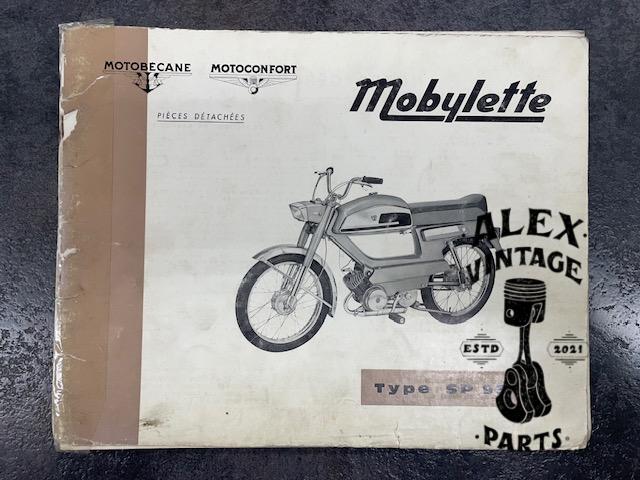 MOTOBECANE
MOTOCONFORT
Mobylette
PIÈCES DÉTACHÉES
Type SP
ALEX
VINTAGE
ESTD
2021
PARTS